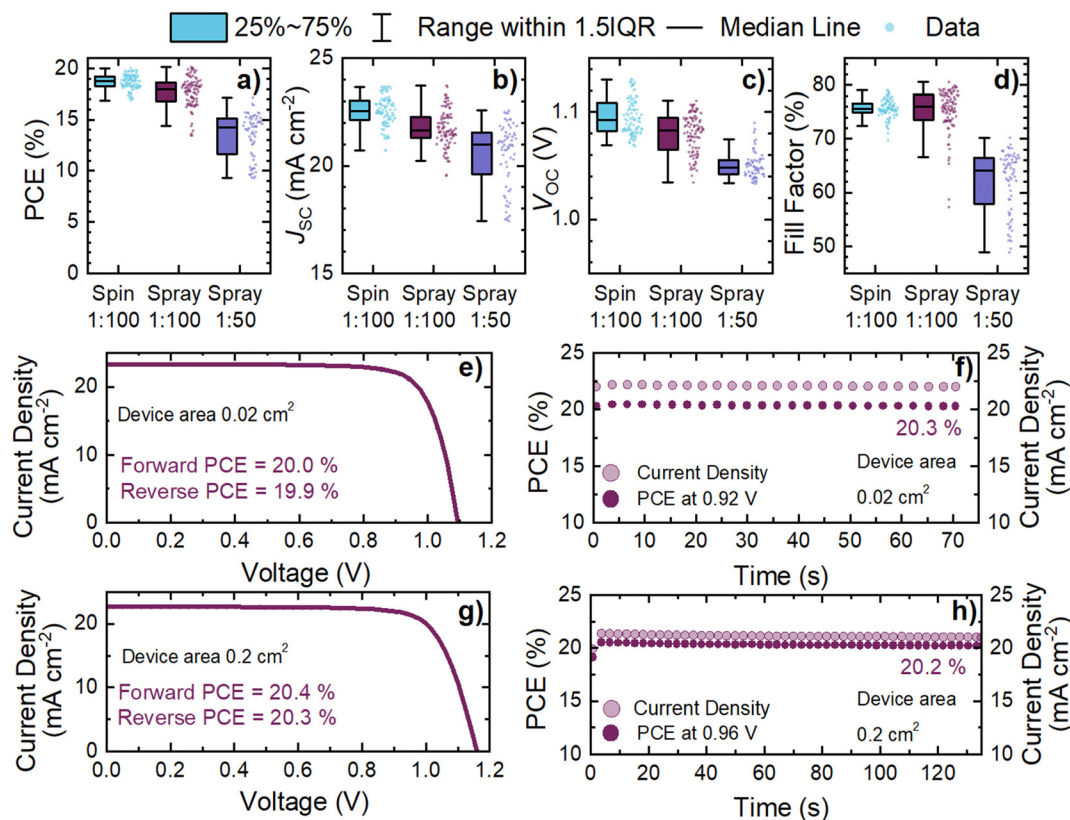 25%~75% Range within 1.5IQR Median Line Data
a)
PCE (%)
20
15
10
5
0
Spin Spray Spray
1:100 1:100 1:50
b)
J_SC (mA cm⁻²)
25
20
15
Spin Spray Spray
1:100 1:100 1:50
c)
V_OC (V)
1.1
1.0
Spin Spray Spray
1:100 1:100 1:50
d)
Fill Factor (%)
80
70
60
50
Spin Spray Spray
1:100 1:100 1:50
e)
Current Density
(mA cm⁻²)
20
10
0
Device area 0.02 cm²
Forward PCE = 20.0 %
Reverse PCE = 19.9 %
0.0 0.2 0.4 0.6 0.8 1.0 1.2
Voltage (V)
f)
PCE (%)
25
20
15
10
25
20
15
10
Current Density
(mA cm⁻²)
20.3 %
Current Density
PCE at 0.92 V
Device area
0.02 cm²
0 10 20 30 40 50 60 70 80
Time (s)
g)
Current Density
(mA cm⁻²)
20
10
0
Device area 0.2 cm²
Forward PCE = 20.4 %
Reverse PCE = 20.3 %
0.0 0.2 0.4 0.6 0.8 1.0 1.2
Voltage (V)
h)
PCE (%)
25
20
15
10
25
20
15
10
Current Density
(mA cm⁻²)
20.2 %
Current Density
PCE at 0.96 V
Device area
0.2 cm²
0 20 40 60 80 100 120
Time (s)